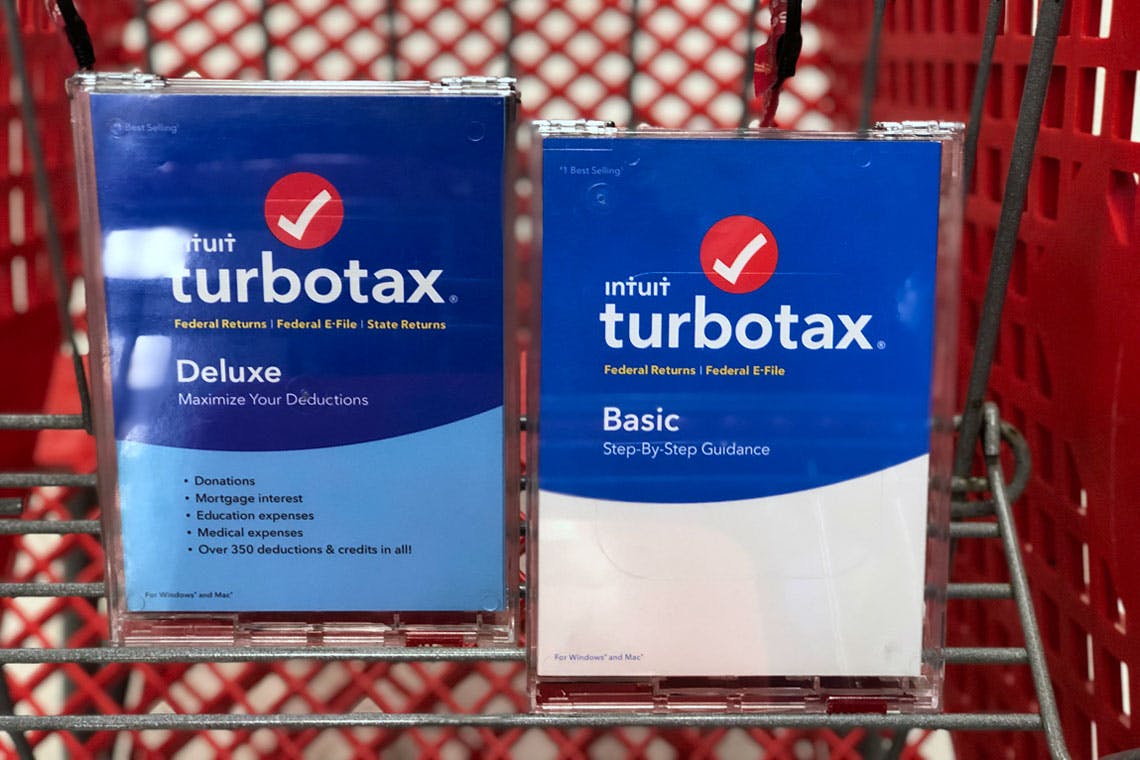 #1 Best Selling
intuit
turbotax®
Federal Returns | Federal E-File | State Returns
Deluxe
Maximize Your Deductions
• Donations
• Mortgage interest
• Education expenses
• Medical expenses
• Over 350 deductions & credits in all!
For Windows® and Mac®
#1 Best Selling
intuit
turbotax®
Federal Returns | Federal E-File
Basic
Step-By-Step Guidance
For Windows® and Mac®